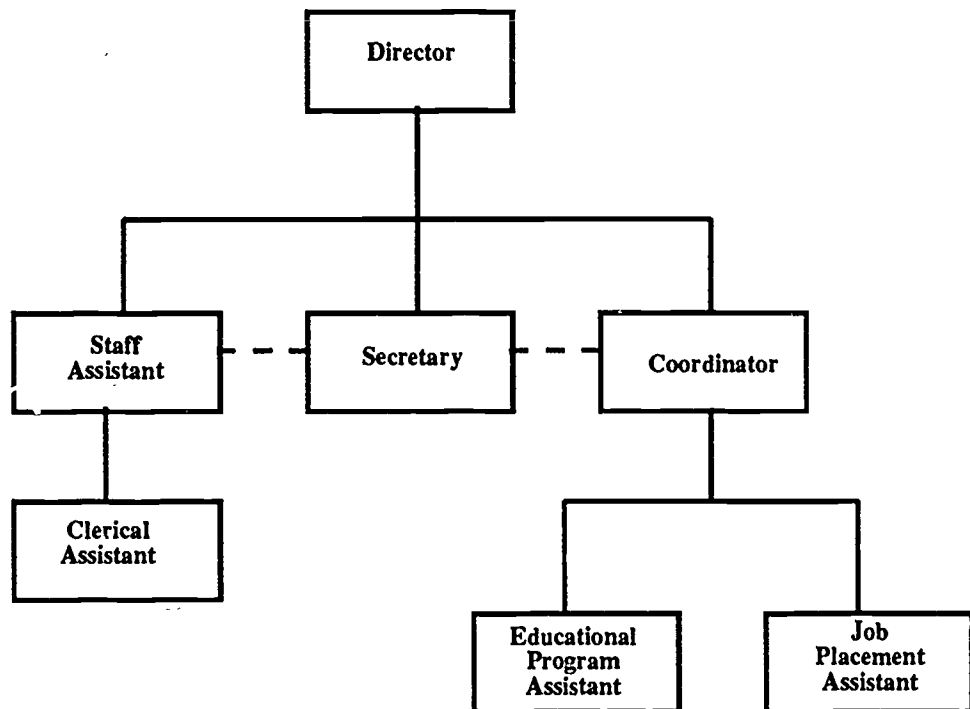 Director
Staff
Assistant
Secretary
Coordinator
Clerical
Assistant
Educational
Program
Assistant
Job
Placement
Assistant